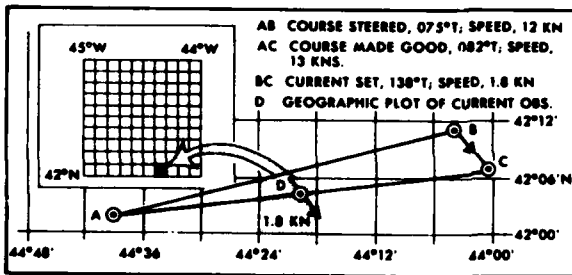 AB COURSE STEERED, 075°T; SPEED, 12 KN
AC COURSE MADE GOOD, 082°T; SPEED, 13 KNS.
BC CURRENT SET, 138°T; SPEED, 1.8 KN
D GEOGRAPHIC PLOT OF CURRENT OBS.
45°W 44°W
42°N
42°12'
B
C
42°06'N
D
A
1.8 KN
42°00'
44°48' 44°36' 44°24' 44°12' 44°00'